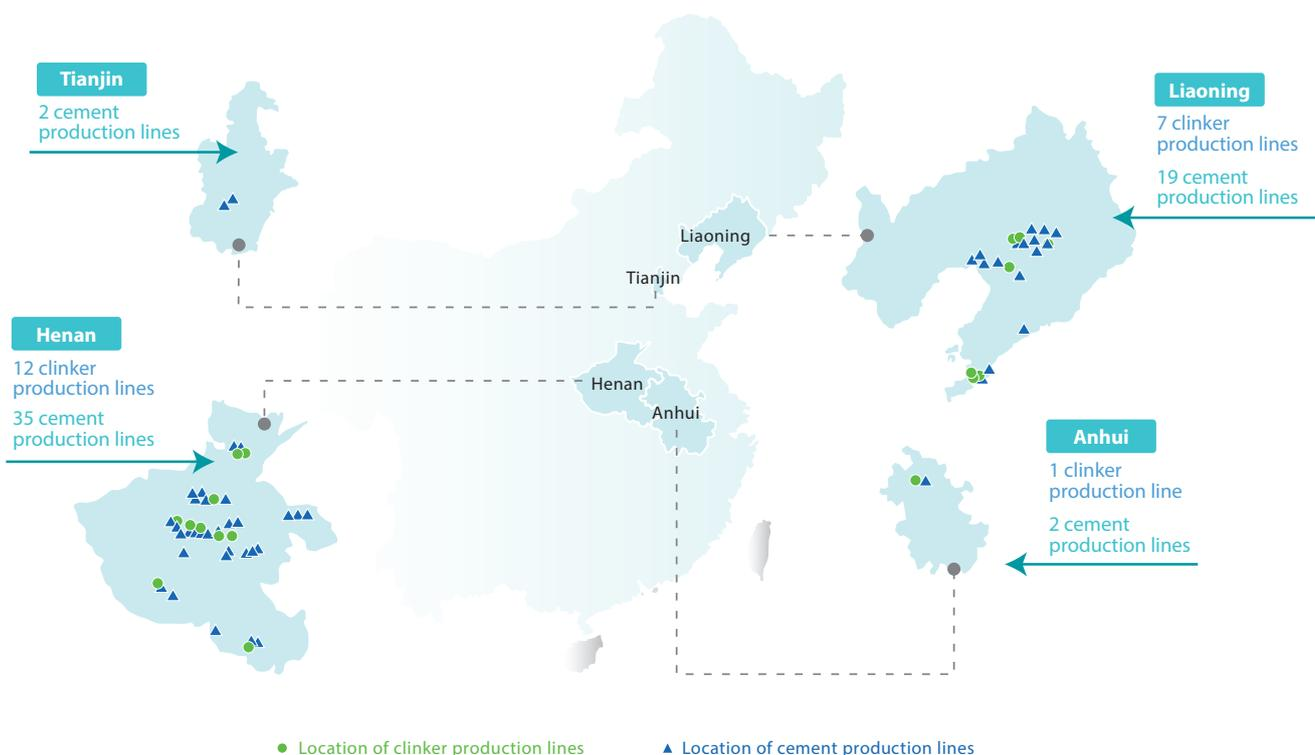 Tianjin
2 cement
production lines
Liaoning
7 clinker
production lines
19 cement
production lines
Liaoning
Tianjin
Henan
12 clinker
production lines
35 cement
production lines
Henan
Anhui
Anhui
1 clinker
production line
2 cement
production lines
Location of clinker production lines
Location of cement production lines